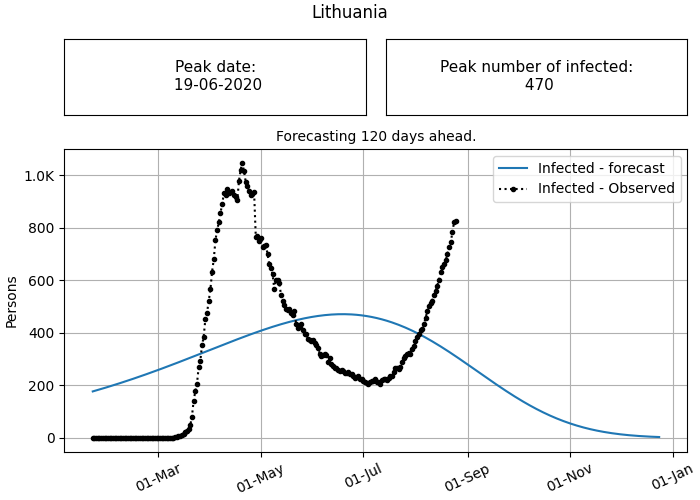 Lithuania
Peak date:
19-06-2020
Peak number of infected:
470
Forecasting 120 days ahead.
Infected - forecast
Infected - Observed
1.0K
800
600
400
200
0
Persons
01-Mar
01-May
01-Jul
01-Sep
01-Nov
01-Jan